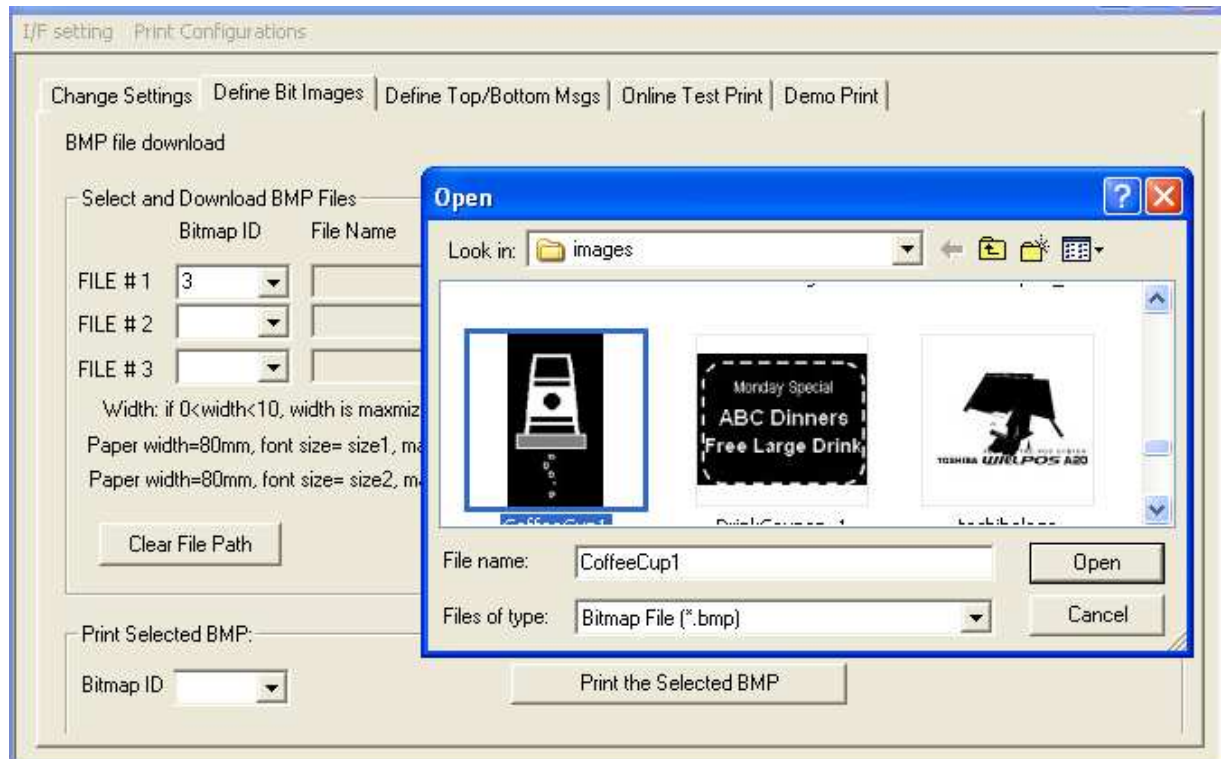 I/F setting Print Configurations
Change Settings Define Bit Images Define Top/Bottom Msgs Online Test Print Demo Print
BMP file download
Select and Download BMP Files
Bitmap ID File Name
FILE # 1 3
FILE # 2
FILE # 3
Width: if 0<width<10, width is maxmiz
Paper width=80mm, font size= size1, ma
Paper width=80mm, font size= size2, m
Clear File Path
Print Selected BMP:
Bitmap ID
Print the Selected BMP
Open
Look in: images
Monday Special
ABC Dinners
Free Large Drink
TOSHIBA WILLPOS A20
CoffeeCup1
File name: CoffeeCup1
Open
Files of type: Bitmap File (*.bmp)
Cancel